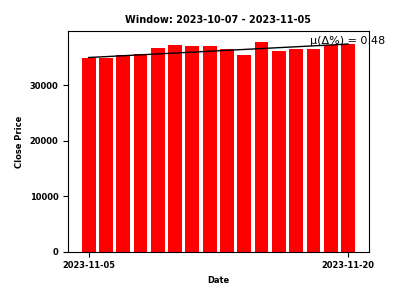 Window: 2023-10-07 - 2023-11-05
μ(Δ%) = 0.48
Close Price
30000
20000
10000
0
2023-11-05
2023-11-20
Date